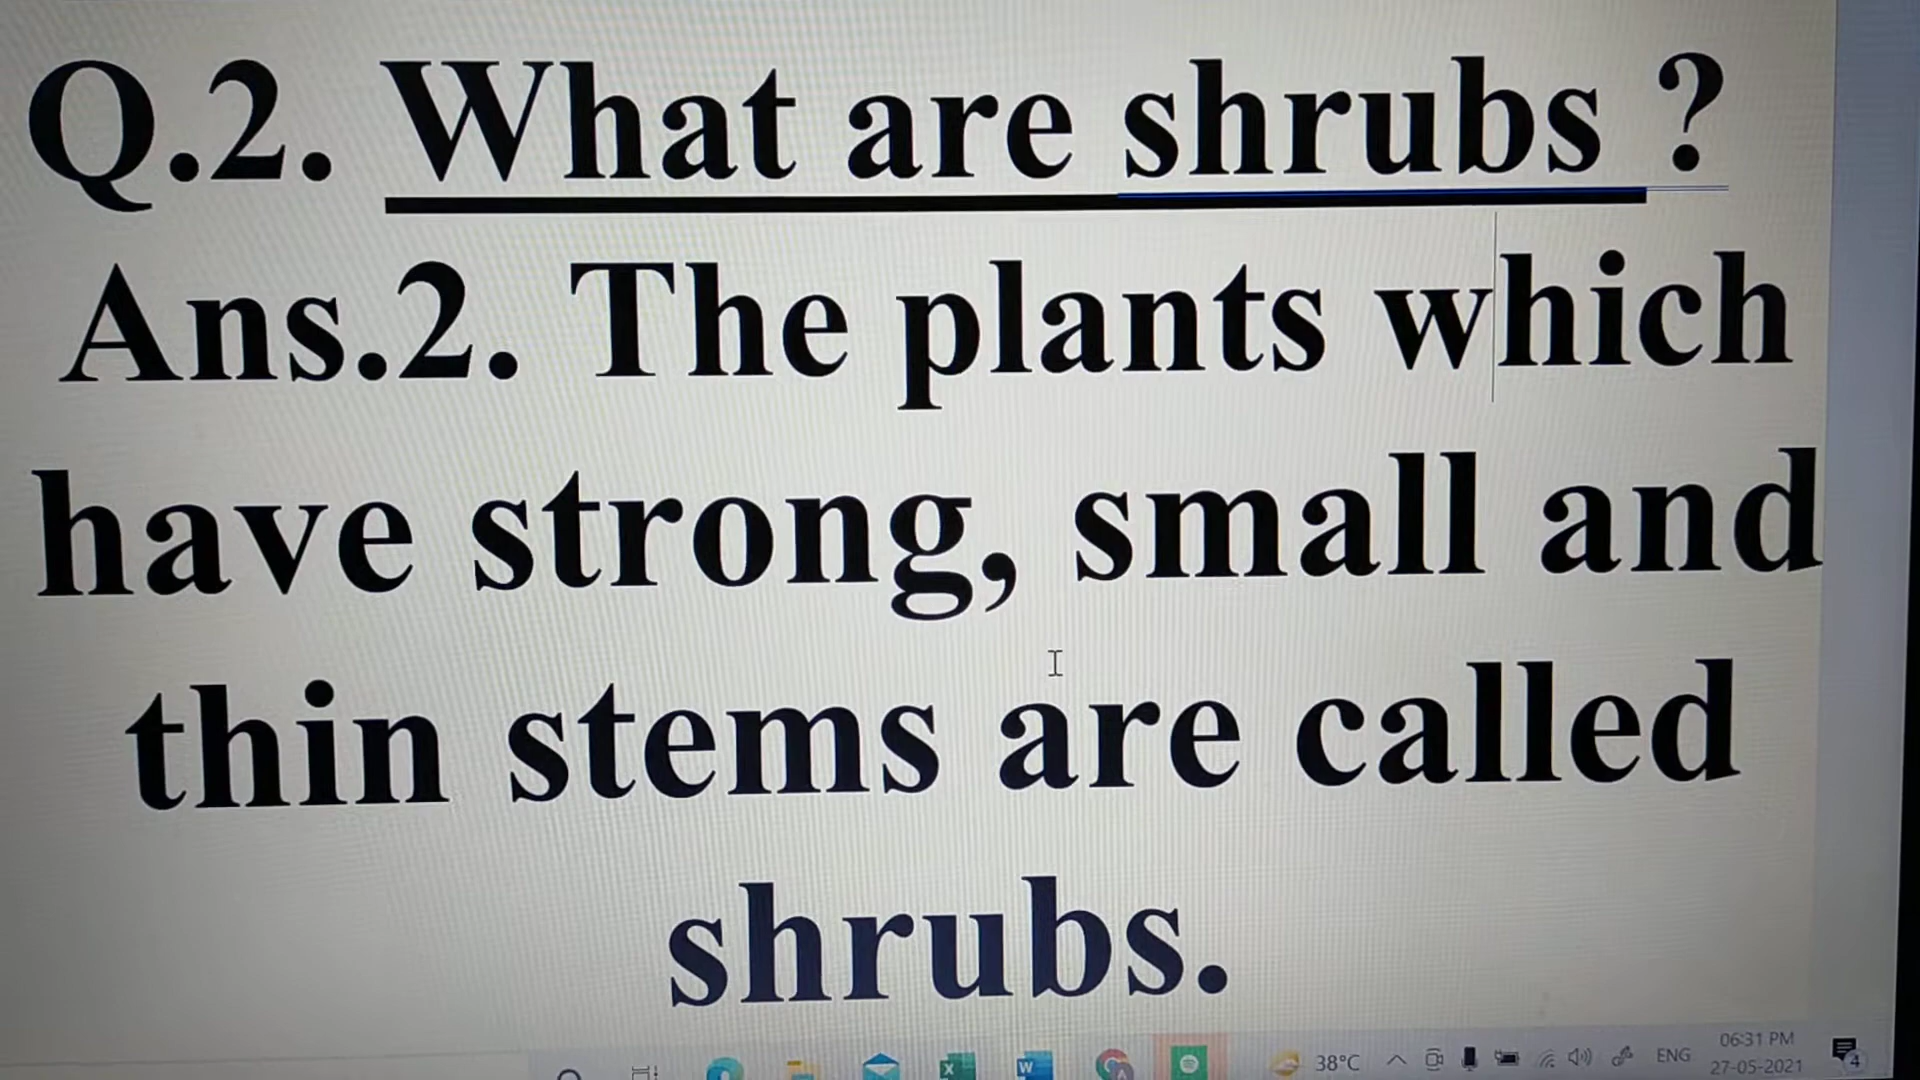 Q.2. What are shrubs ?
Ans.2. The plants which
have strong, small and
thin stems are called
shrubs.
38°C ENG 06:31 PM
27-05-2021
4